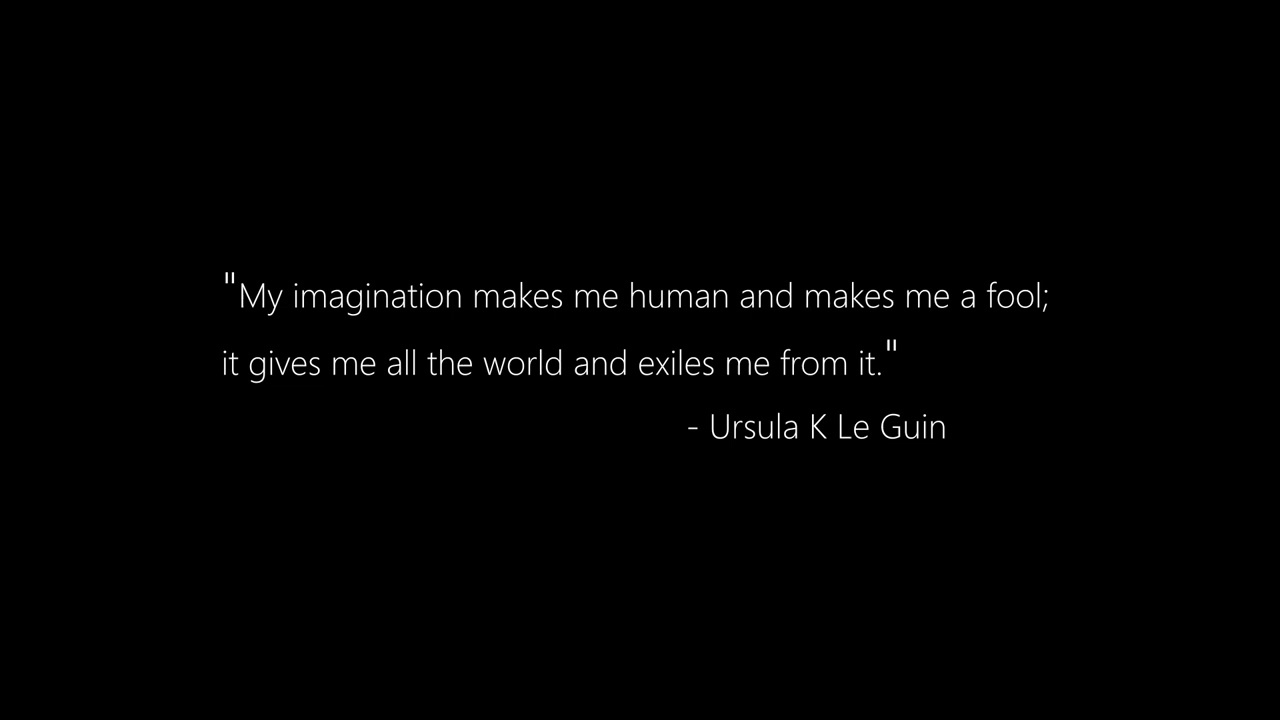 "My imagination makes me human and makes me a fool;
it gives me all the world and exiles me from it."
- Ursula K Le Guin